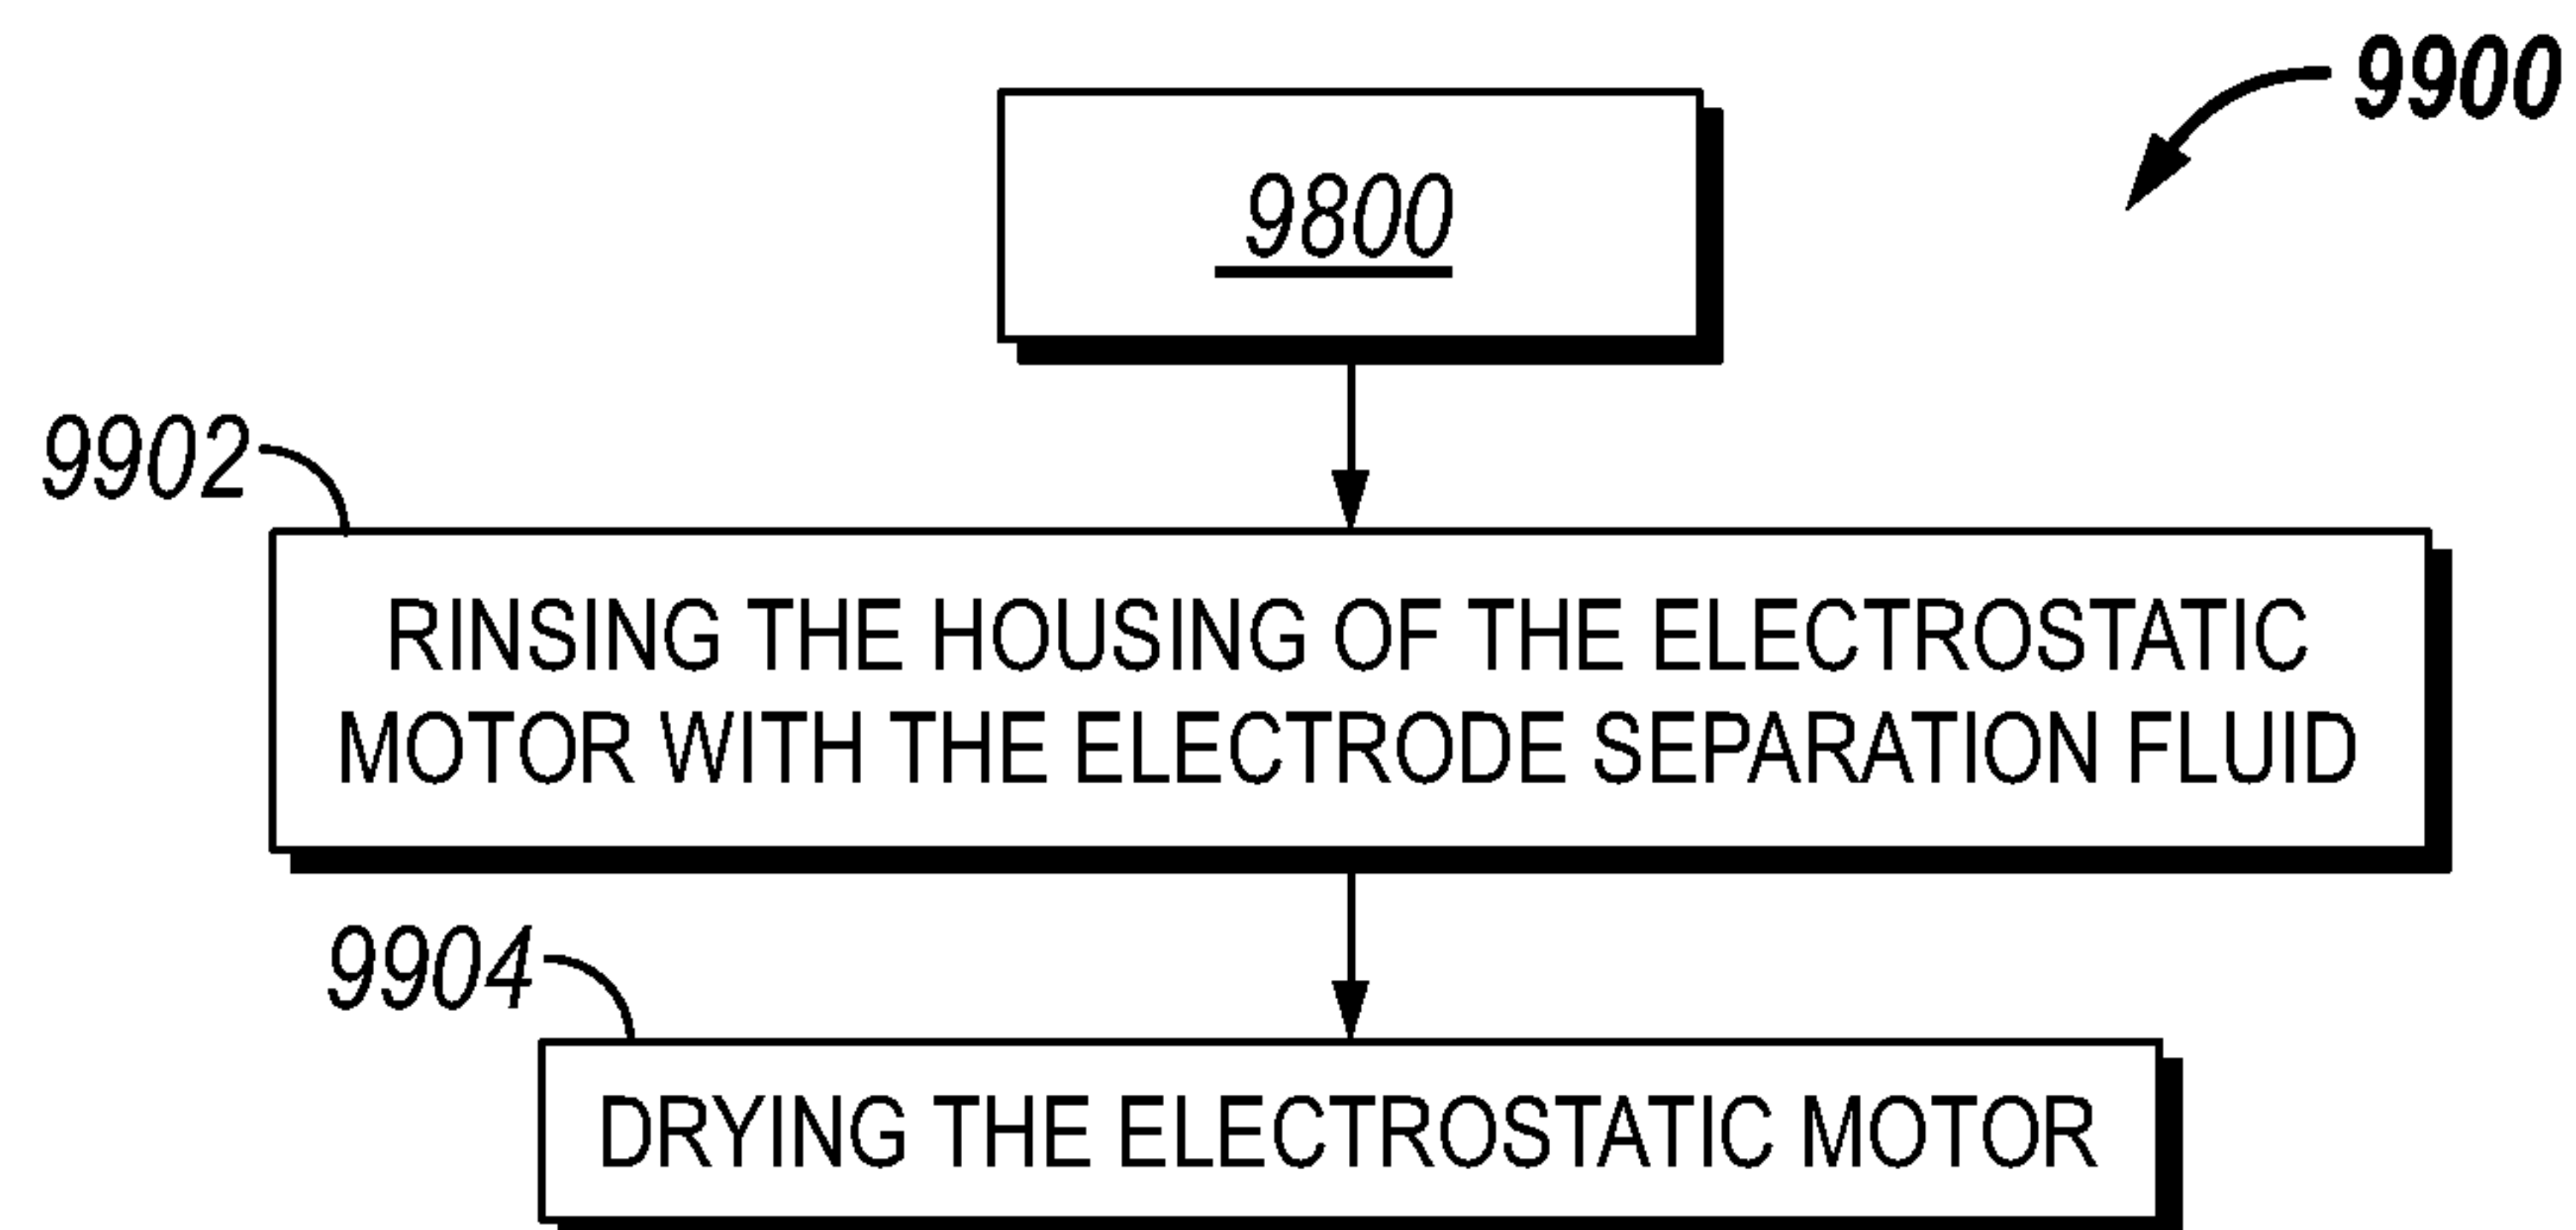 9900
9800
9902
RINSING THE HOUSING OF THE ELECTROSTATIC
MOTOR WITH THE ELECTRODE SEPARATION FLUID
9904
DRYING THE ELECTROSTATIC MOTOR